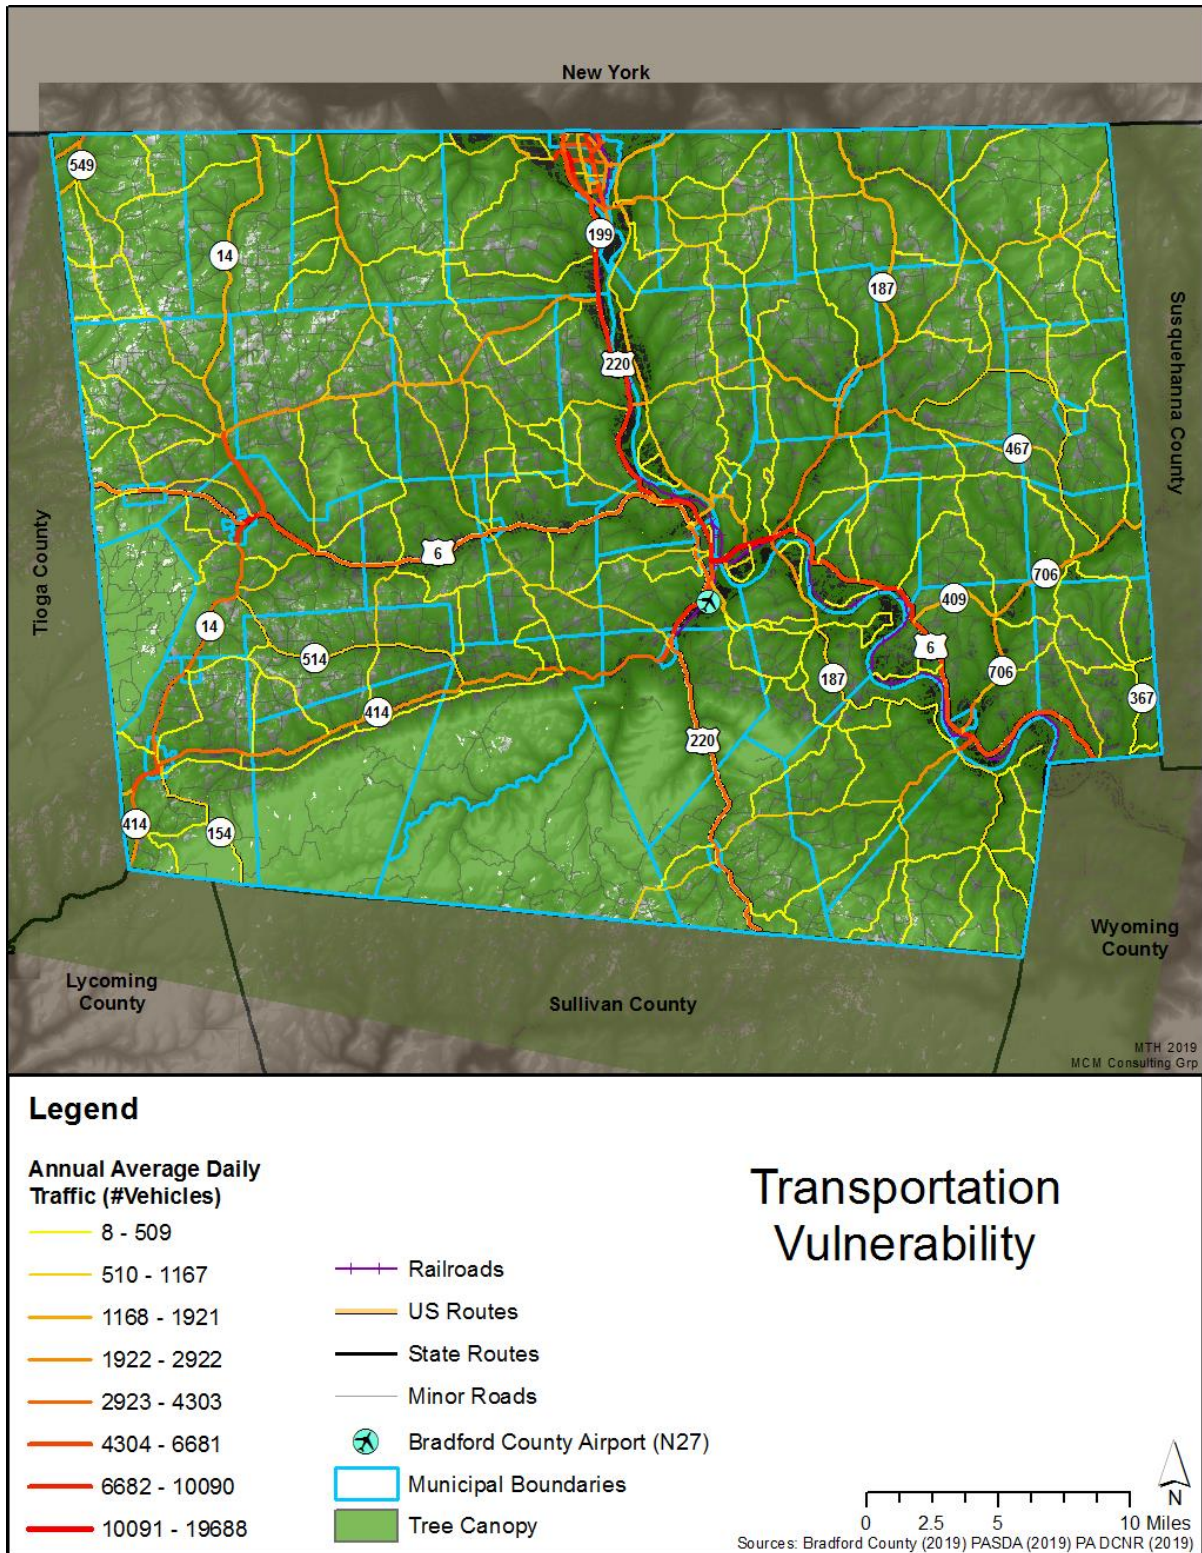 New York
549
14
199
187
220
Susquehanna County
467
Tioga County
6
706
409
14
514
6
706
187
367
414
220
414
154
Wyoming
County
Lycoming
County
Sullivan County
MTH 2019
MCM Consulting Grp
Legend
Annual Average Daily
Traffic (#Vehicles)
8 - 509
510 - 1167
1168 - 1921
1922 - 2922
2923 - 4303
4304 - 6681
6682 - 10090
10091 - 19688
Railroads
US Routes
State Routes
Minor Roads
Bradford County Airport (N27)
Municipal Boundaries
Tree Canopy
Transportation
Vulnerability
N
0 2.5 5 10 Miles
Sources: Bradford County (2019) PASDA (2019) PA DCNR (2019)